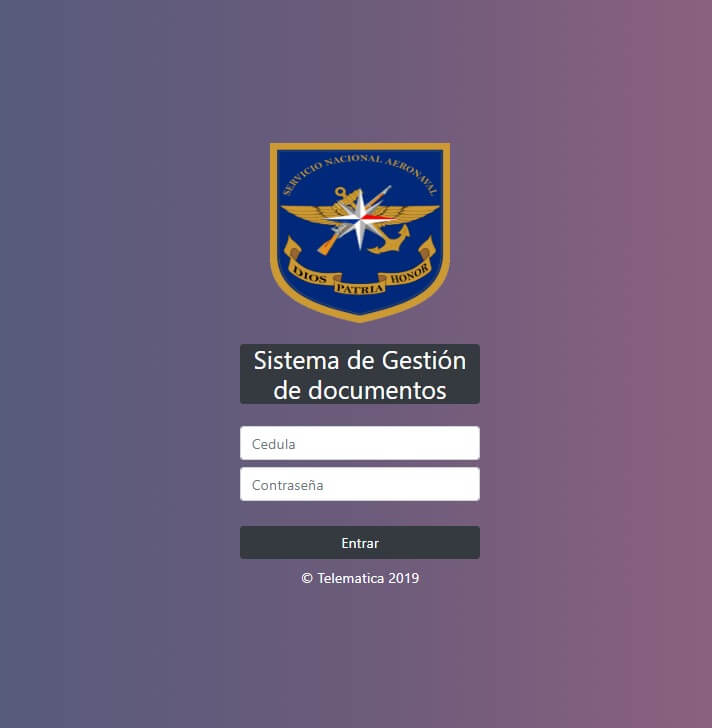 SERVICIO NACIONAL AERONAVAL
DIOS PATRIA HONOR
Sistema de Gestión
de documentos
Cedula
Contraseña
Entrar
© Telematica 2019